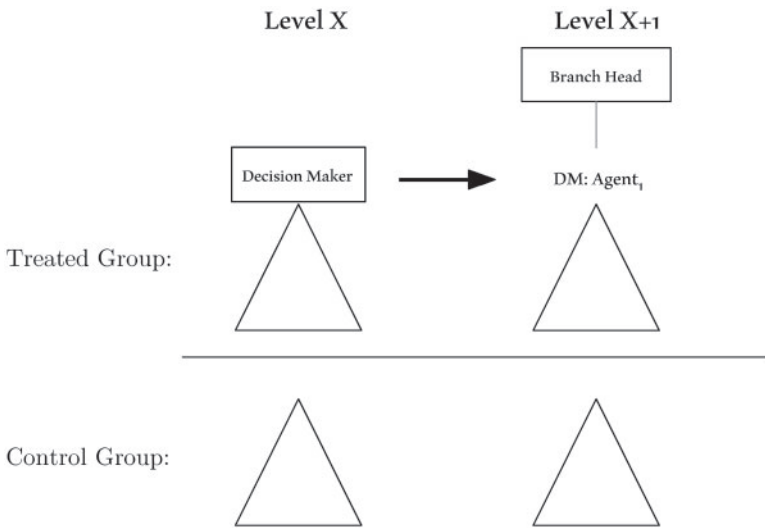 Level X
Level X+1
Branch Head
Decision Maker
DM: Agent₁
Treated Group:
Control Group: